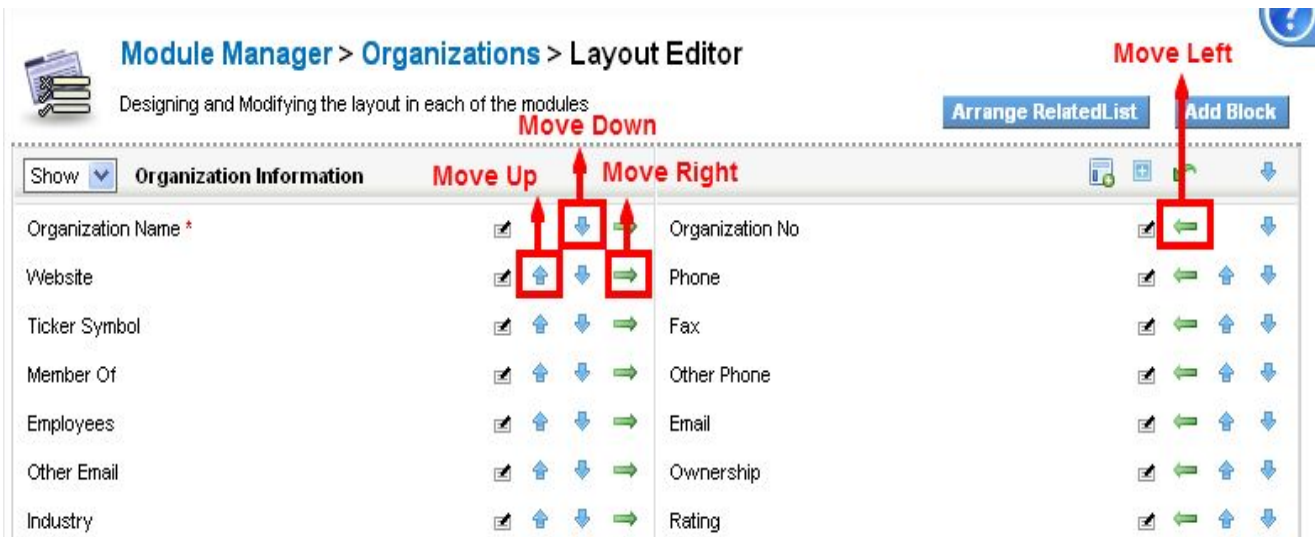 Module Manager > Organizations > Layout Editor
Move Left
Designing and Modifying the layout in each of the modules
Arrange RelatedList
Add Block
Move Down
Show
Organization Information
Move Up
Move Right
Organization Name *
Organization No
Website
Phone
Ticker Symbol
Fax
Member Of
Other Phone
Employees
Email
Other Email
Ownership
Industry
Rating